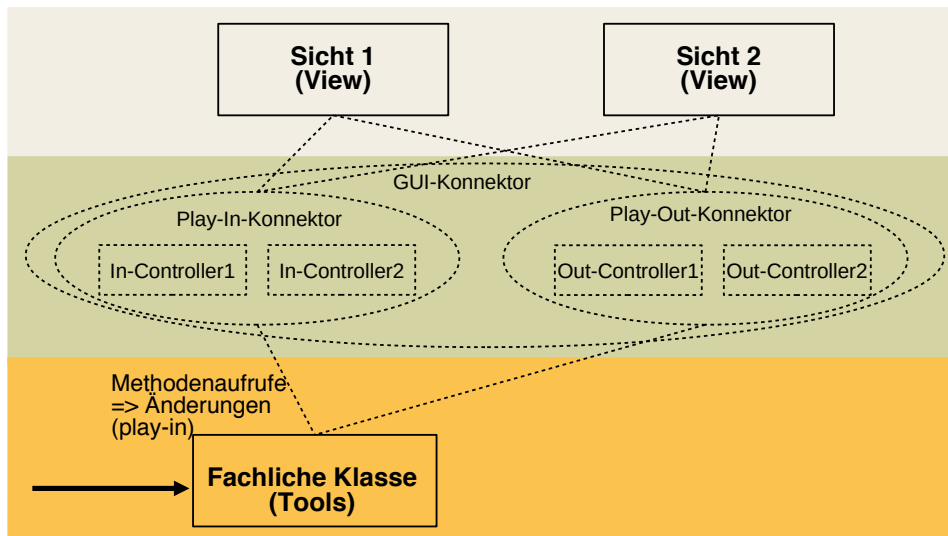 Sicht 1
(View)
Sicht 2
(View)
GUI-Konnektor
Play-In-Konnektor
Play-Out-Konnektor
In-Controller1
In-Controller2
Out-Controller1
Out-Controller2
Methodenaufrufe
=> Änderungen
(play-in)
Fachliche Klasse
(Tools)